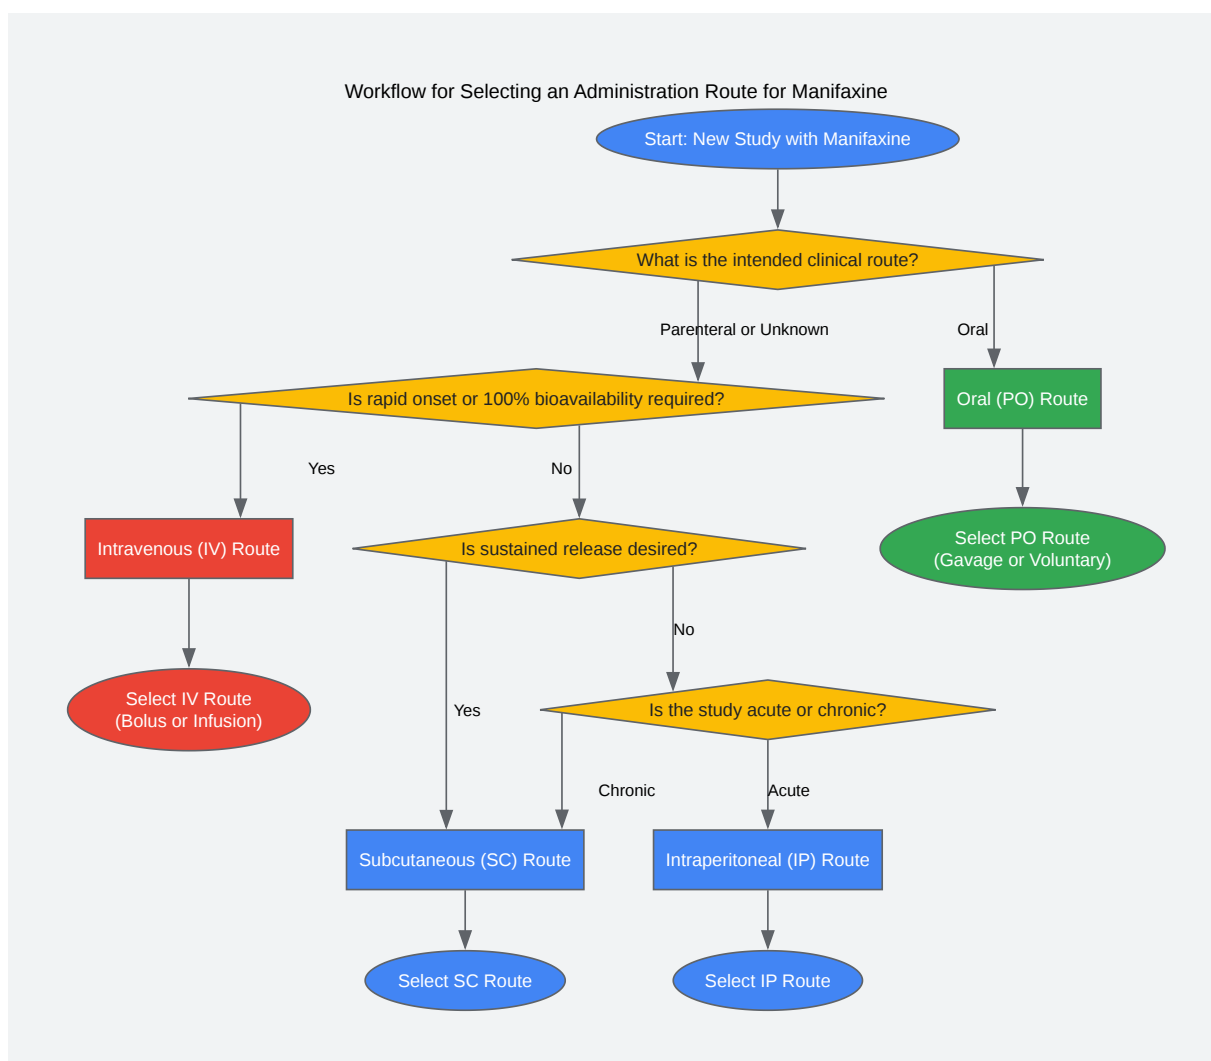 Workflow for Selecting an Administration Route for Manifaxine
Start: New Study with Manifaxine
What is the intended clinical route?
Parenteral or Unknown
Oral
Is rapid onset or 100% bioavailability required?
Oral (PO) Route
Yes
No
Intravenous (IV) Route
Is sustained release desired?
Select PO Route
(Gavage or Voluntary)
No
Select IV Route
(Bolus or Infusion)
Yes
Is the study acute or chronic?
Chronic
Acute
Subcutaneous (SC) Route
Intraperitoneal (IP) Route
Select SC Route
Select IP Route